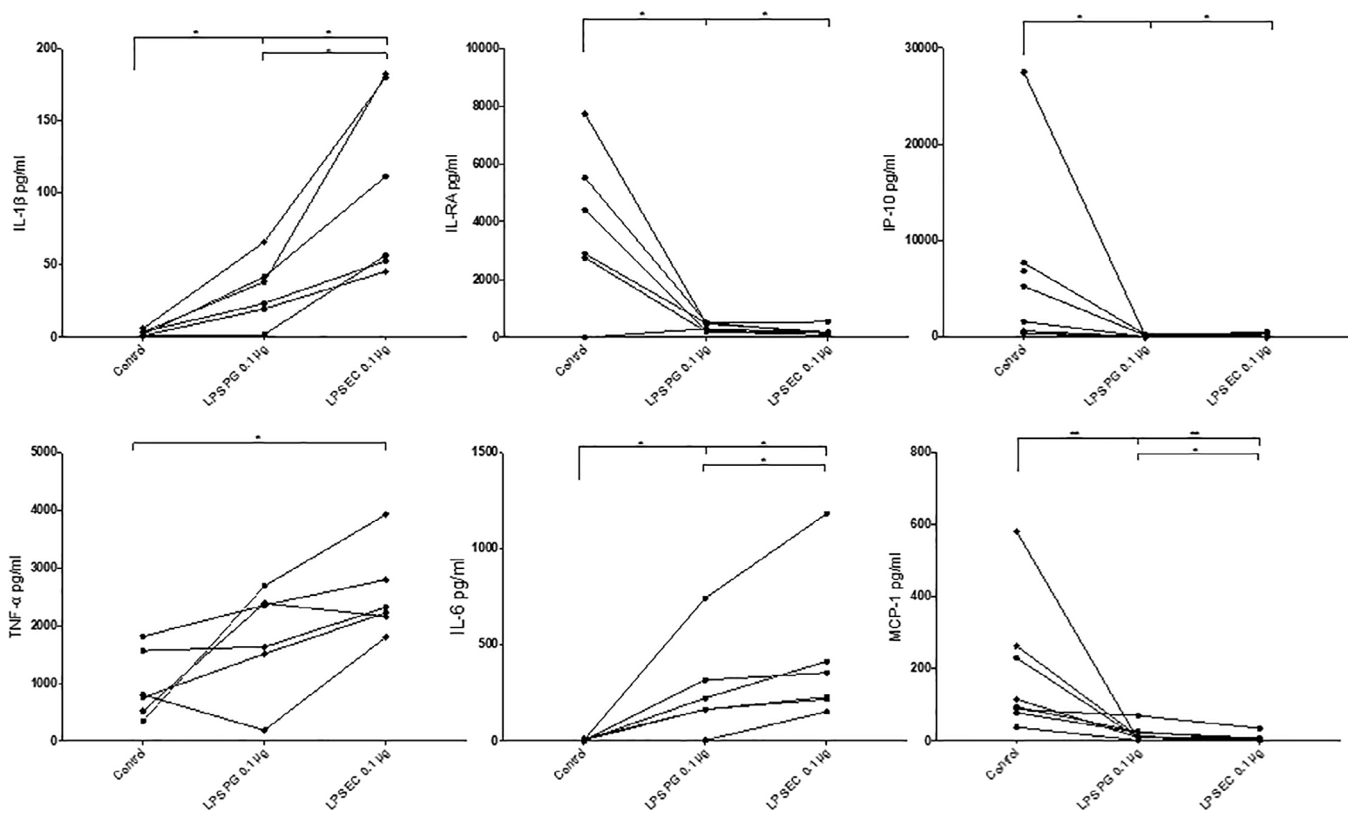 * *
*
200
150
100
50
0
IL-1β pg/ml
Control
LPS PG 0.1 µg
LPS EC 0.1 µg
* *
10000
8000
6000
4000
2000
0
IL-RA pg/ml
Control
LPS PG 0.1 µg
LPS EC 0.1 µg
* *
30000
20000
10000
0
IP-10 pg/ml
Control
LPS PG 0.1 µg
LPS EC 0.1 µg
*
5000
4000
3000
2000
1000
0
TNF-α pg/ml
Control
LPS PG 0.1 µg
LPS EC 0.1 µg
* *
*
1500
1000
500
0
IL-6 pg/ml
Control
LPS PG 0.1 µg
LPS EC 0.1 µg
** **
*
800
600
400
200
0
MCP-1 pg/ml
Control
LPS PG 0.1 µg
LPS EC 0.1 µg